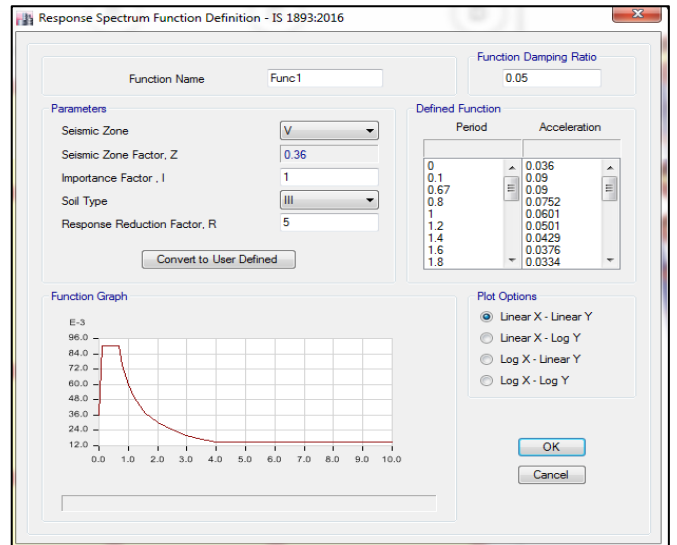 Response Spectrum Function Definition - IS 1893:2016
Function Damping Ratio
Function Name Func1 0.05
Parameters
Seismic Zone V
Seismic Zone Factor, Z 0.36
Importance Factor , I 1
Soil Type III
Response Reduction Factor, R 5
Convert to User Defined
Defined Function
Period Acceleration
0 0.036
0.1 0.09
0.67 0.09
0.8 0.0752
1 0.0601
1.2 0.0501
1.4 0.0429
1.6 0.0376
1.8 0.0334
Function Graph
E-3
96.0
84.0
72.0
60.0
48.0
36.0
24.0
12.0
0.0 1.0 2.0 3.0 4.0 5.0 6.0 7.0 8.0 9.0 10.0
Plot Options
Linear X - Linear Y
Linear X - Log Y
Log X - Linear Y
Log X - Log Y
OK
Cancel